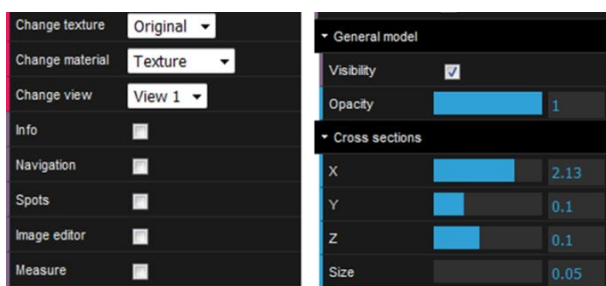 Change texture Original
Change material Texture
Change view View 1
Info
Navigation
Spots
Image editor
Measure
General model
Visibility
Opacity 1
Cross sections
X 2.13
Y 0.1
Z 0.1
Size 0.05